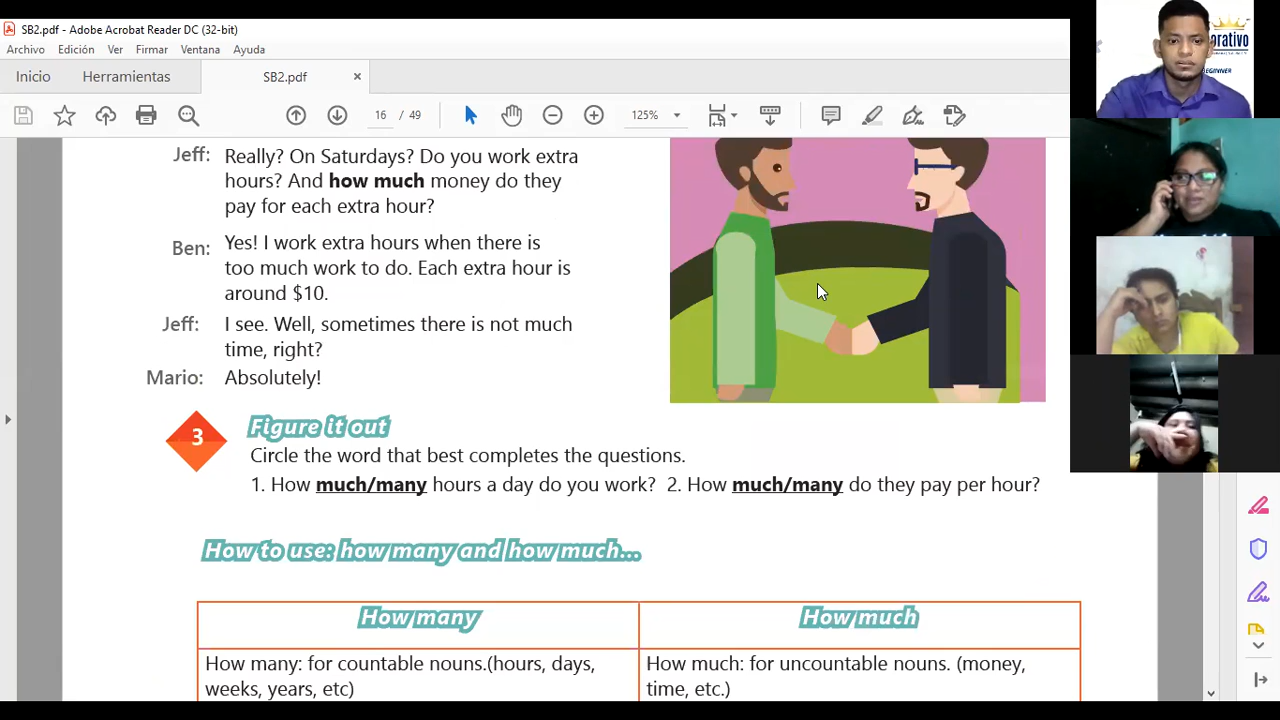 SB2.pdf - Adobe Acrobat Reader DC (32-bit)
Archivo Edición Ver Firmar Ventana Ayuda
Inicio Herramientas SB2.pdf ×
16 / 49 125%
Jeff: Really? On Saturdays? Do you work extra
hours? And how much money do they
pay for each extra hour?
Ben: Yes! I work extra hours when there is
too much work to do. Each extra hour is
around $10.
Jeff: I see. Well, sometimes there is not much
time, right?
Mario: Absolutely!
3 Figure it out
Circle the word that best completes the questions.
1. How much/many hours a day do you work? 2. How much/many do they pay per hour?
How to use: how many and how much...
How many How much
How many: for countable nouns.(hours, days,
weeks, years, etc)
How much: for uncountable nouns. (money,
time, etc.)
orativo
BEGINNER